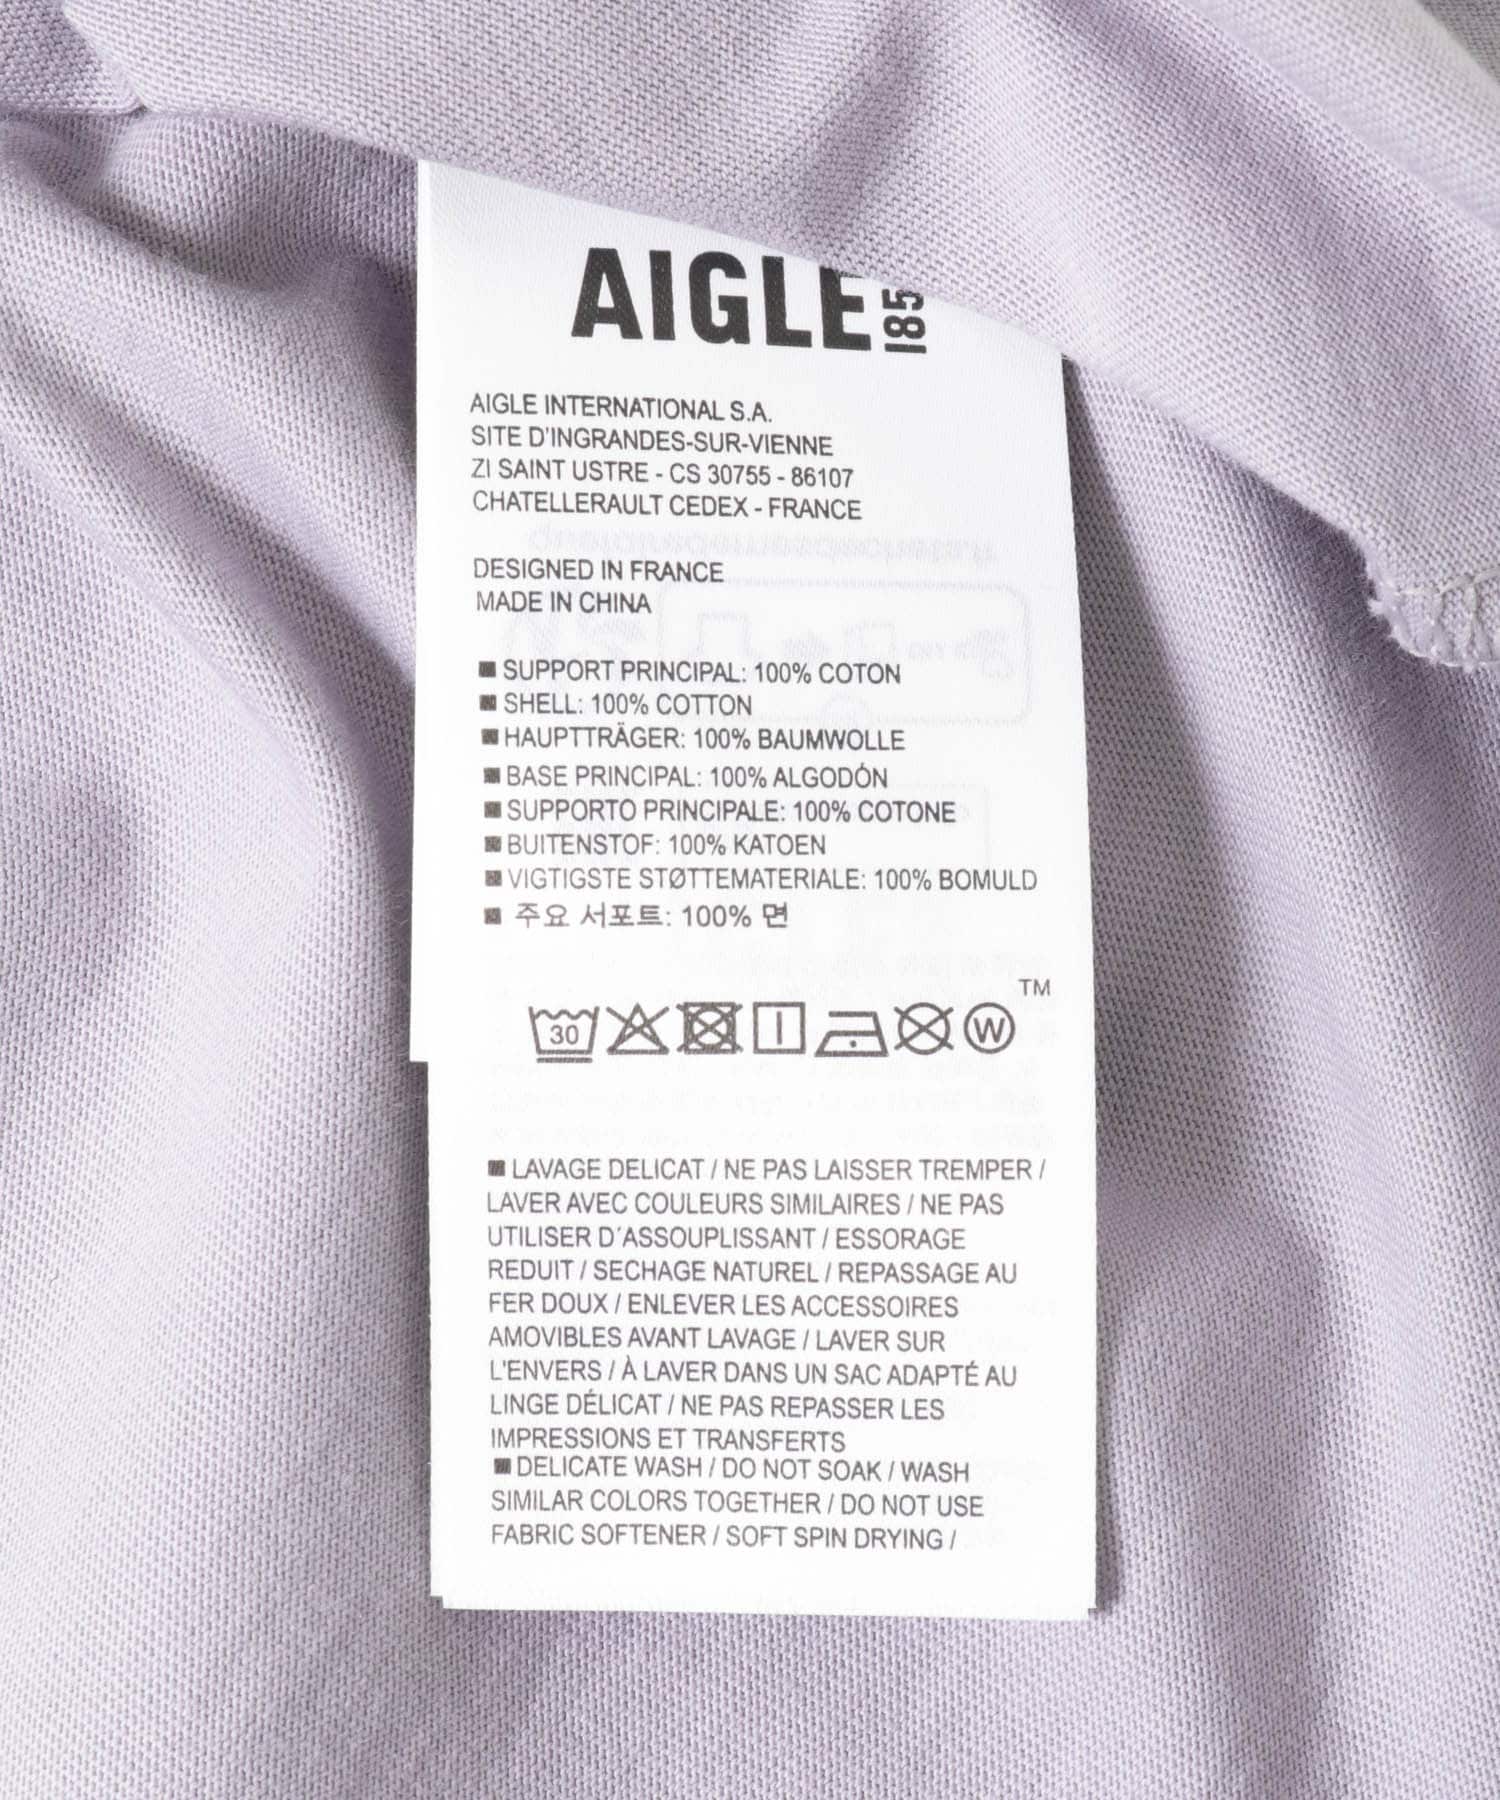 AIGLE
185
AIGLE INTERNATIONAL S.A.
SITE D'INGRANDES-SUR-VIENNE
ZI SAINT USTRE - CS 30755 - 86107
CHATELLERAULT CEDEX - FRANCE
DESIGNED IN FRANCE
MADE IN CHINA
■ SUPPORT PRINCIPAL: 100% COTON
■ SHELL: 100% COTTON
■ HAUPTTRÄGER: 100% BAUMWOLLE
■ BASE PRINCIPAL: 100% ALGODÓN
■ SUPPORTO PRINCIPALE: 100% COTONE
■ BUITENSTOF: 100% KATOEN
■ VIGTIGSTE STØTTEMATERIALE: 100% BOMULD
■ 주요 서포트: 100% 면
TM
30 W
■ LAVAGE DELICAT / NE PAS LAISSER TREMPER /
LAVER AVEC COULEURS SIMILAIRES / NE PAS
UTILISER D´ASSOUPLISSANT / ESSORAGE
REDUIT / SECHAGE NATUREL / REPASSAGE AU
FER DOUX / ENLEVER LES ACCESSOIRES
AMOVIBLES AVANT LAVAGE / LAVER SUR
L'ENVERS / À LAVER DANS UN SAC ADAPTÉ AU
LINGE DÉLICAT / NE PAS REPASSER LES
IMPRESSIONS ET TRANSFERTS
■ DELICATE WASH / DO NOT SOAK / WASH
SIMILAR COLORS TOGETHER / DO NOT USE
FABRIC SOFTENER / SOFT SPIN DRYING /